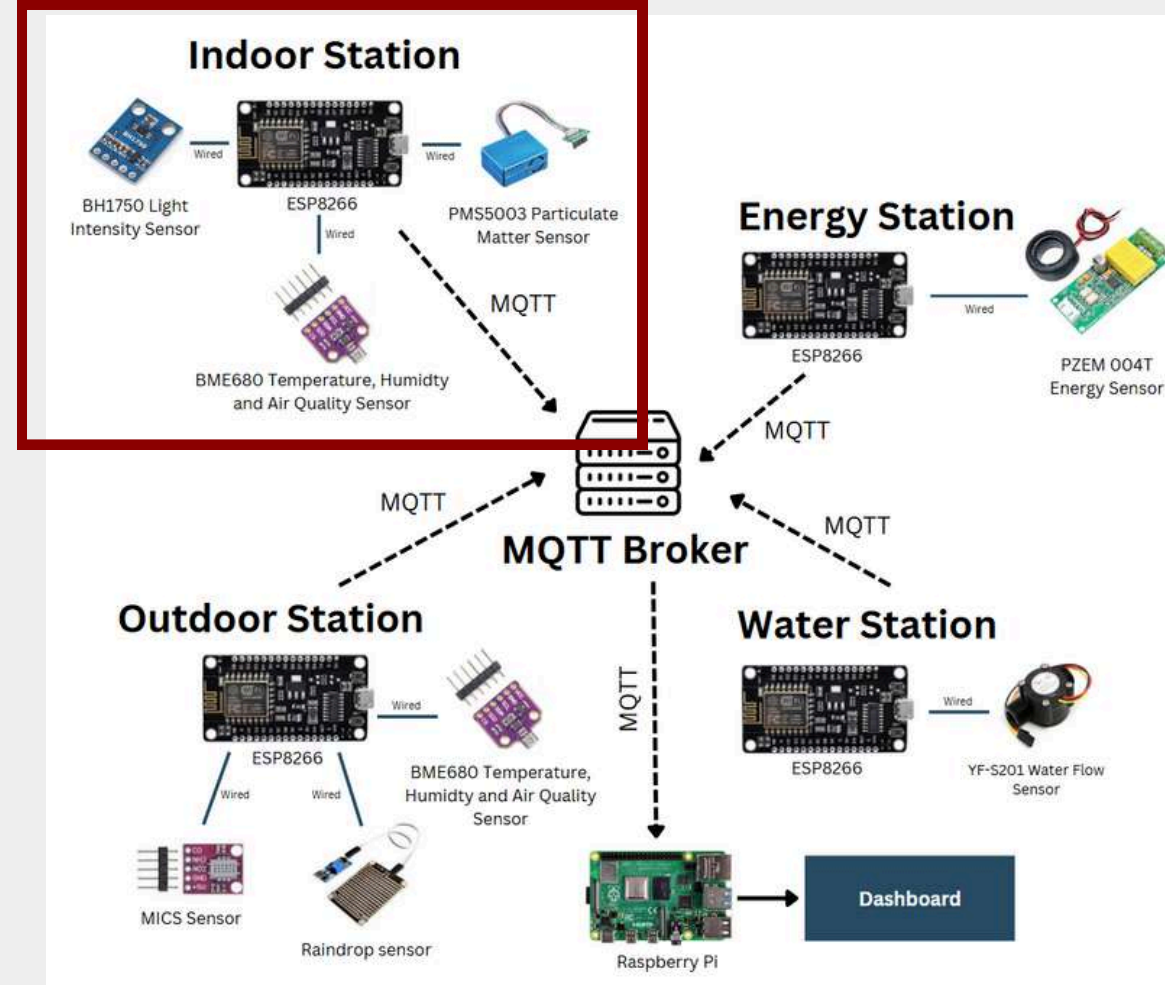 Indoor Station
BH1750
Wired
Wired
BH1750 Light
Intensity Sensor
ESP8266
PMS5003 Particulate
Matter Sensor
Wired
MQTT
BME680 Temperature, Humidty
and Air Quality Sensor
Energy Station
Wired
ESP8266
PZEM 004T
Energy Sensor
MQTT
MQTT
MQTT
MQTT Broker
Outdoor Station
Wired
ESP8266
Wired
Wired
BME680 Temperature,
Humidty and Air Quality
Sensor
MICS Sensor
Raindrop sensor
MQTT
Water Station
Wired
ESP8266
YF-S201 Water Flow
Sensor
Raspberry Pi
Dashboard